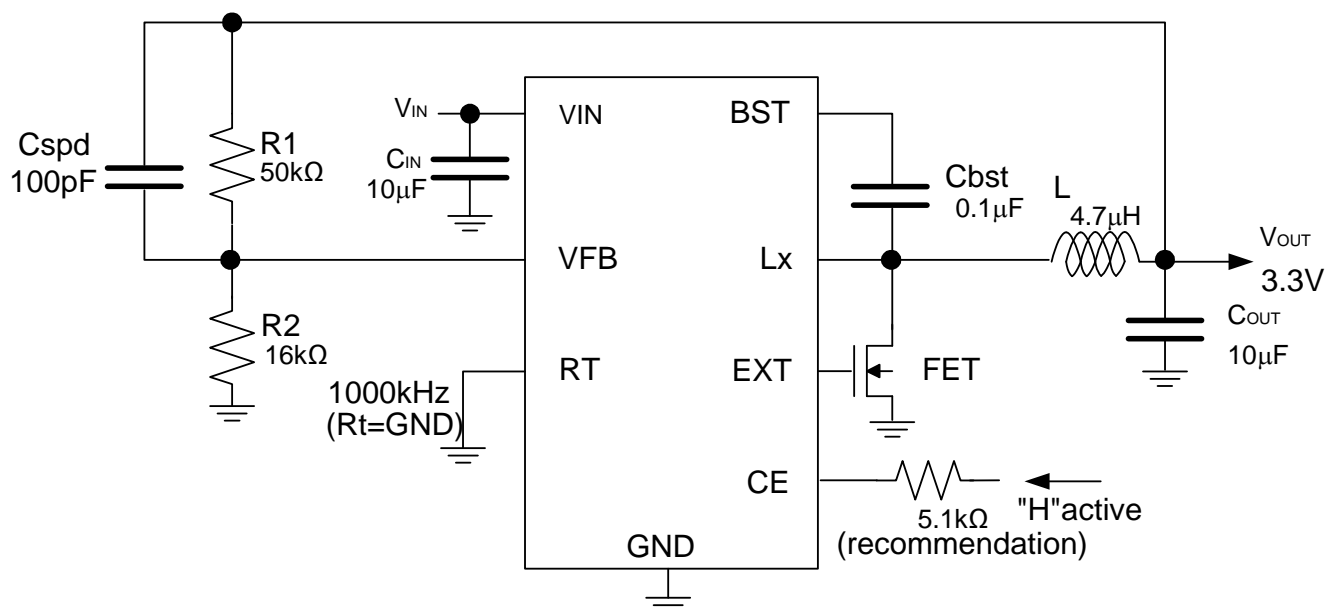 Cspd
100pF
R1
50kΩ
R2
16kΩ
VIN
CIN
10μF
1000kHz
(Rt=GND)
VIN
VFB
RT
BST
Lx
EXT
CE
GND
Cbst
0.1μF
L
4.7μH
VOUT
3.3V
COUT
10μF
FET
5.1kΩ
"H"active
(recommendation)